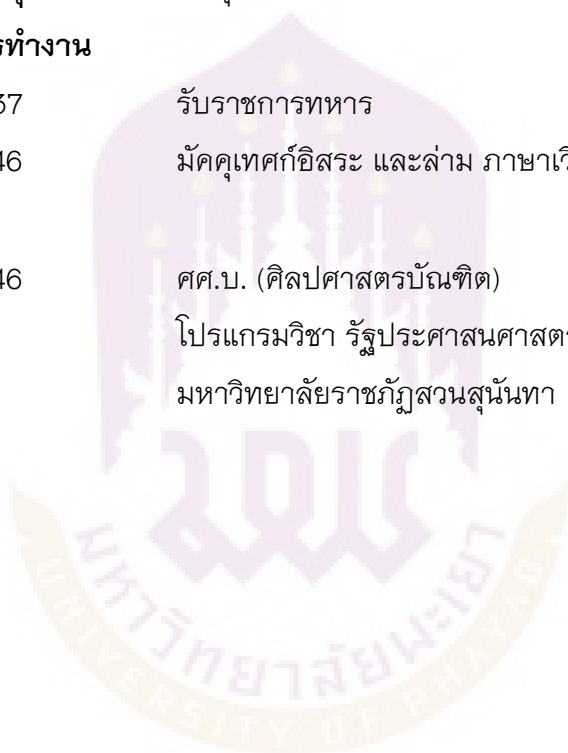 รทำงาน
37 รับราชการทหาร
46 มัคคุเทศก์อิสระ และล่าม ภาษาเวี
46 ศศ.บ. (ศิลปศาสตรบัณฑิต)
โปรแกรมวิชา รัฐประศาสนศาสตร
มหาวิทยาลัยราชภัฏสวนสุนันทา
มหาวิทยาลัยพะเยา
UNIVERSITY OF PHAYAO